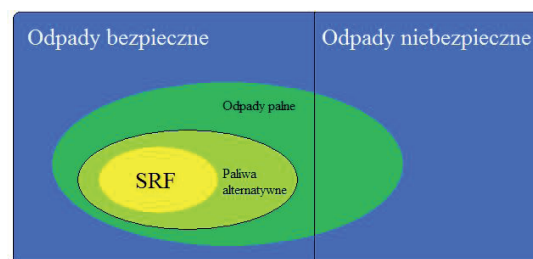 Odpady bezpieczne
Odpady niebezpieczne
Odpady palne
SRF
Paliwa
alternatywne